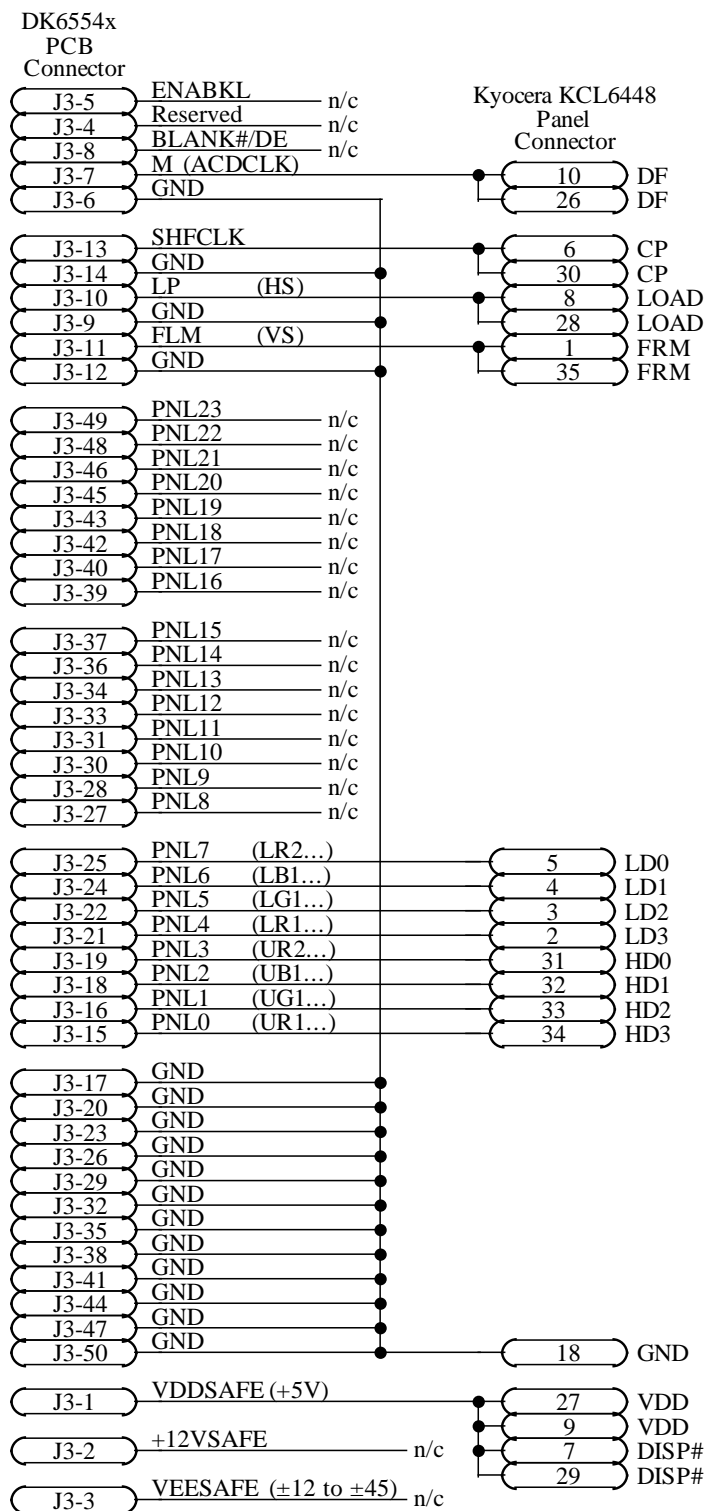 DK6554x
PCB
Connector
Kyocera KCL6448
Panel
Connector
J3-5 ENABKL n/c
J3-4 Reserved n/c
J3-8 BLANK#/DE n/c
J3-7 M (ACDCLK) 10 DF
J3-6 GND 26 DF
J3-13 SHFCLK 6 CP
J3-14 GND 30 CP
J3-10 LP (HS) 8 LOAD
J3-9 GND 28 LOAD
J3-11 FLM (VS) 1 FRM
J3-12 GND 35 FRM
J3-49 PNL23 n/c
J3-48 PNL22 n/c
J3-46 PNL21 n/c
J3-45 PNL20 n/c
J3-43 PNL19 n/c
J3-42 PNL18 n/c
J3-40 PNL17 n/c
J3-39 PNL16 n/c
J3-37 PNL15 n/c
J3-36 PNL14 n/c
J3-34 PNL13 n/c
J3-33 PNL12 n/c
J3-31 PNL11 n/c
J3-30 PNL10 n/c
J3-28 PNL9 n/c
J3-27 PNL8 n/c
J3-25 PNL7 (LR2…) 5 LD0
J3-24 PNL6 (LB1…) 4 LD1
J3-22 PNL5 (LG1…) 3 LD2
J3-21 PNL4 (LR1…) 2 LD3
J3-19 PNL3 (UR2…) 31 HD0
J3-18 PNL2 (UB1…) 32 HD1
J3-16 PNL1 (UG1…) 33 HD2
J3-15 PNL0 (UR1…) 34 HD3
J3-17 GND
J3-20 GND
J3-23 GND
J3-26 GND
J3-29 GND
J3-32 GND
J3-35 GND
J3-38 GND
J3-41 GND
J3-44 GND
J3-47 GND
J3-50 GND 18 GND
J3-1 VDDSAFE (+5V) 27 VDD
9 VDD
J3-2 +12VSAFE n/c 7 DISP#
29 DISP#
J3-3 VEESAFE (±12 to ±45) n/c